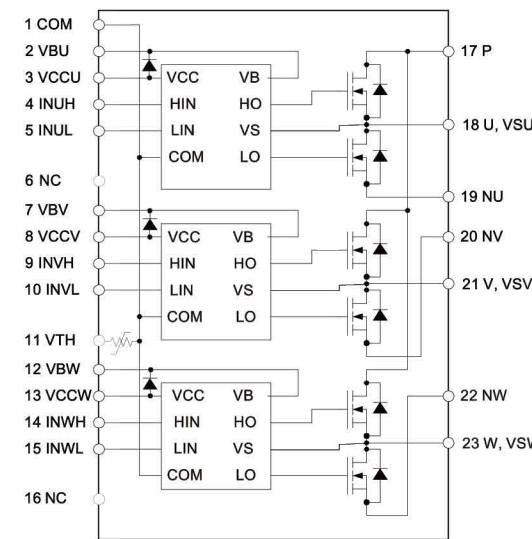 1 COM
2 VBU
3 VCCU
4 INUH
5 INUL
6 NC
7 VBV
8 VCCV
9 INVH
10 INVL
11 VTH
12 VBW
13 VCCW
14 INWH
15 INWL
16 NC
VCC VB
HIN HO
LIN VS
COM LO
VCC VB
HIN HO
LIN VS
COM LO
VCC VB
HIN HO
LIN VS
COM LO
17 P
18 U, VSU
19 NU
20 NV
21 V, VSV
22 NW
23 W, VSW